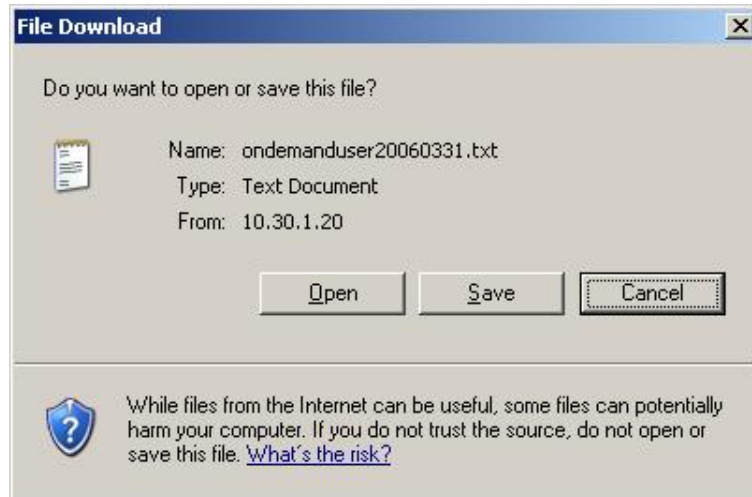 File Download
Do you want to open or save this file?
Name: ondemanduser20060331.txt
Type: Text Document
From: 10.30.1.20
Open Save Cancel
While files from the Internet can be useful, some files can potentially
harm your computer. If you do not trust the source, do not open or
save this file. What's the risk?